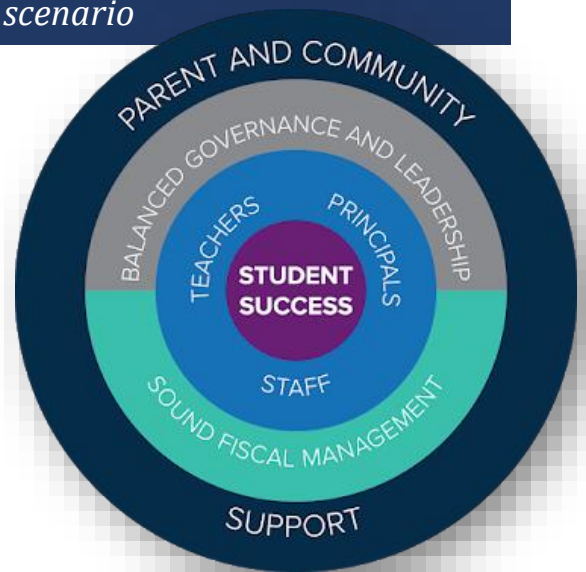 scenario
PARENT AND COMMUNITY
BALANCED GOVERNANCE AND LEADERSHIP
TEACHERS
PRINCIPALS
STUDENT
SUCCESS
STAFF
SOUND FISCAL MANAGEMENT
SUPPORT